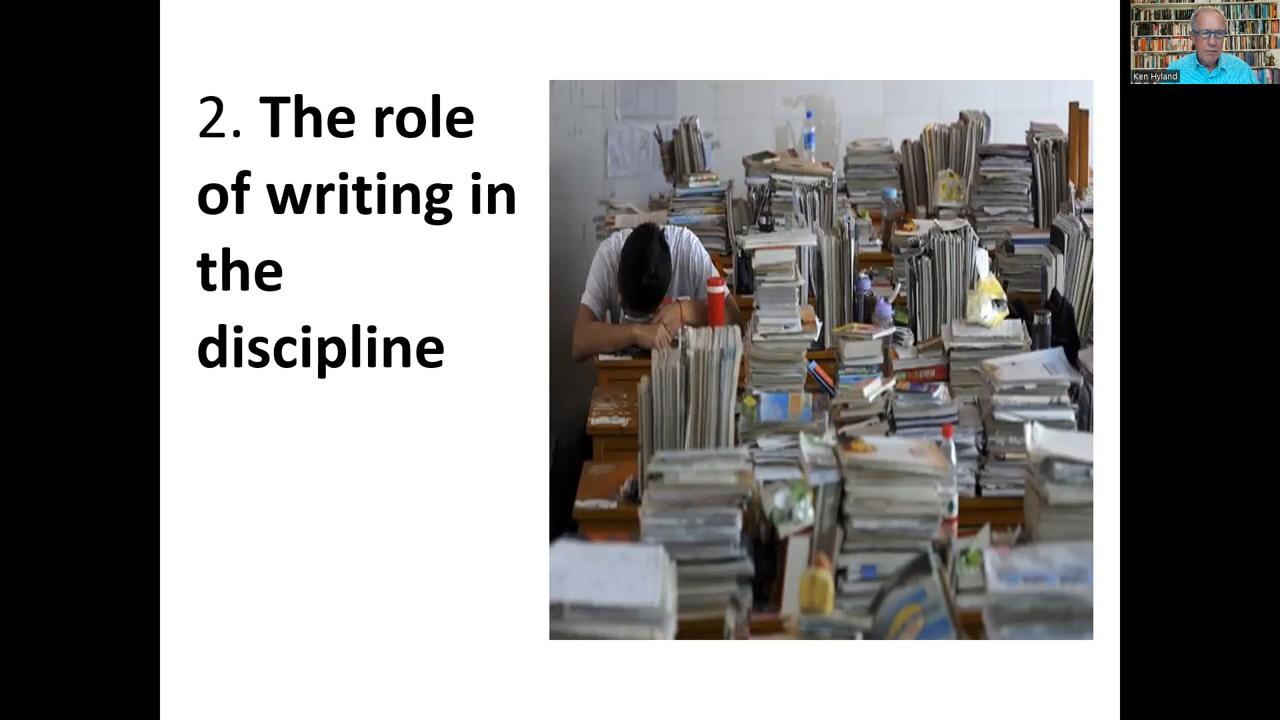 2. The role
of writing in
the
discipline
Ken Hyland